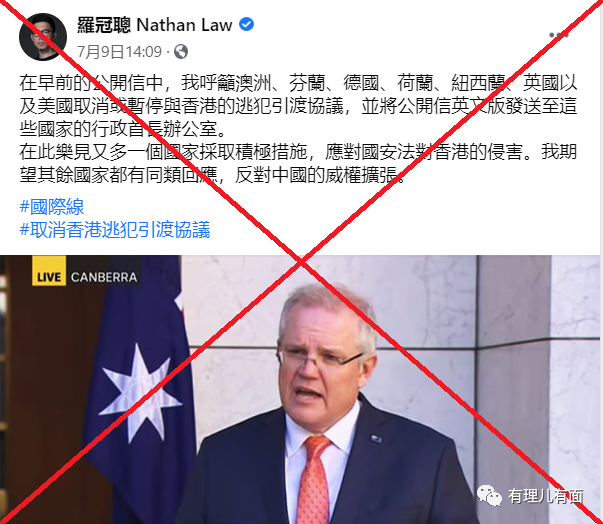 羅冠聰 Nathan Law
7月9日14:09 ·
在早前的公開信中，我呼籲澳洲、芬蘭、德國、荷蘭、紐西蘭、英國以
及美國取消或暫停與香港的逃犯引渡協議，並將公開信英文版發送至這
些國家的行政首長辦公室。
在此樂見又多一個國家採取積極措施，應對國安法對香港的侵害。我期
望其餘國家都有同類回應，反對中國的威權擴張。
#國際線
#取消香港逃犯引渡協議
LIVE CANBERRA
有理儿有面